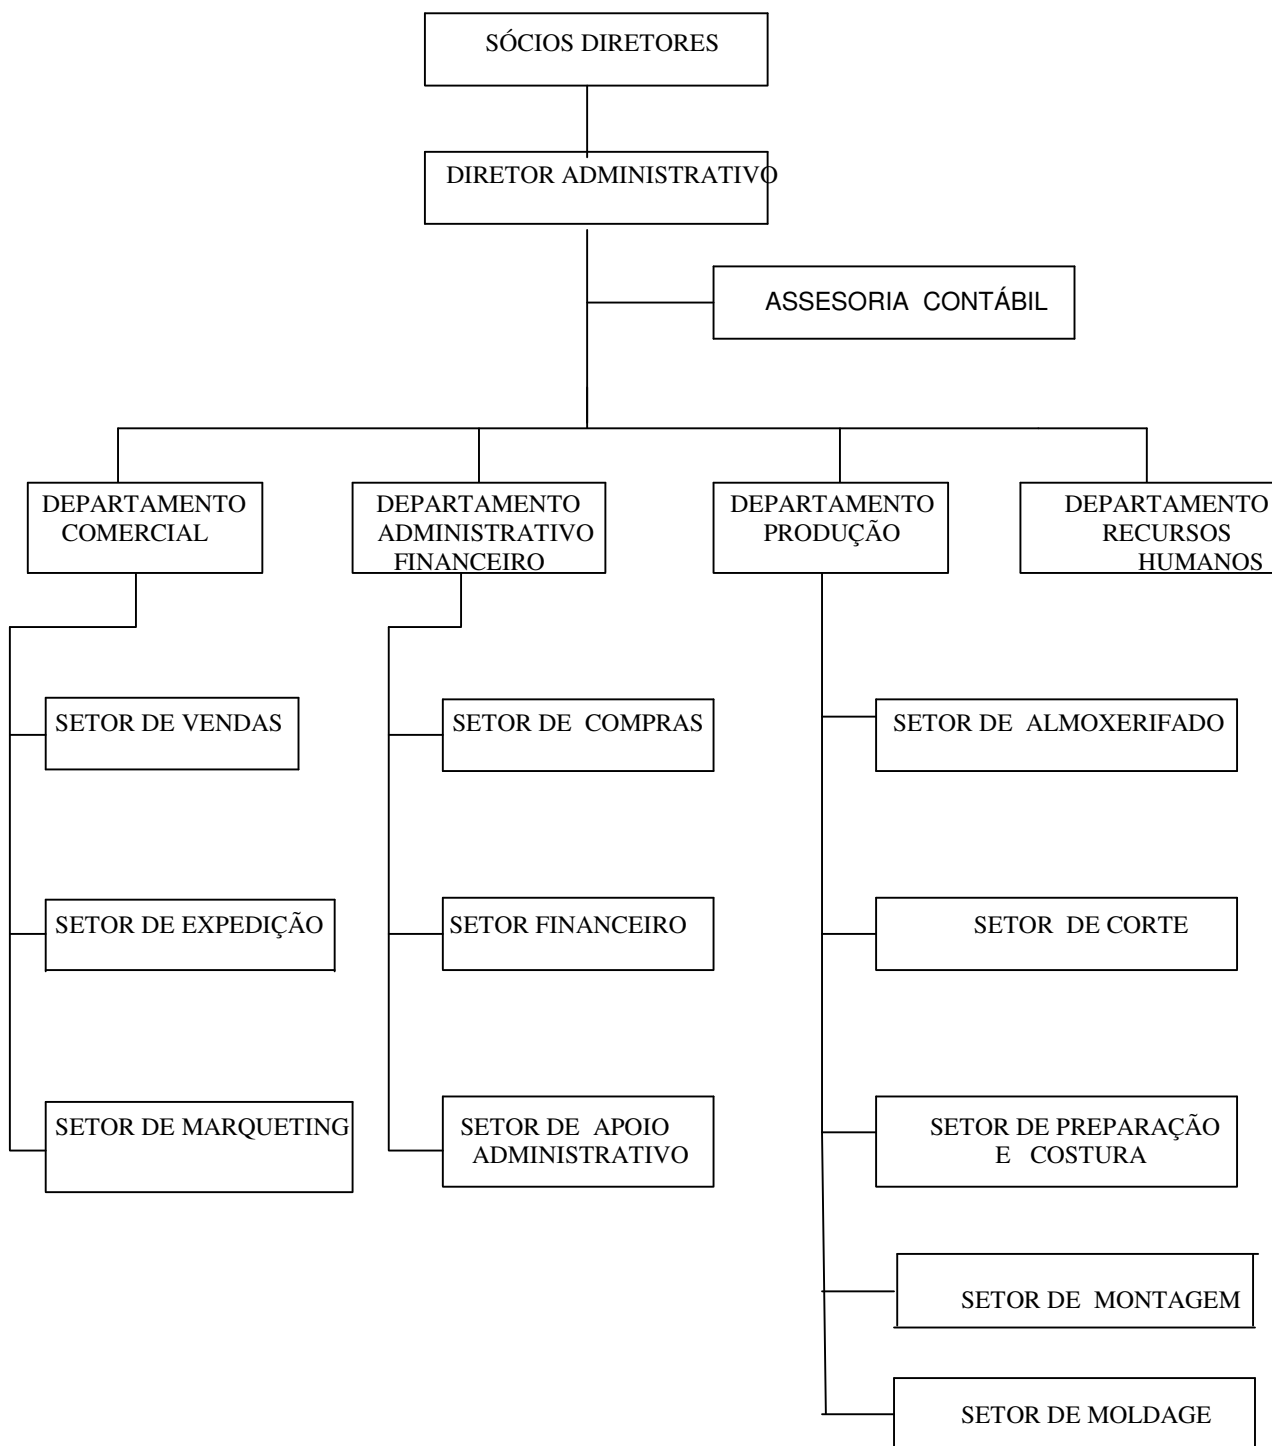 SÓCIOS DIRETORES
DIRETOR ADMINISTRATIVO
ASSESORIA CONTÁBIL
DEPARTAMENTO
COMERCIAL
DEPARTAMENTO
ADMINISTRATIVO
FINANCEIRO
DEPARTAMENTO
PRODUÇÃO
DEPARTAMENTO
RECURSOS
HUMANOS
SETOR DE VENDAS
SETOR DE COMPRAS
SETOR DE ALMOXERIFADO
SETOR DE EXPEDIÇÃO
SETOR FINANCEIRO
SETOR DE CORTE
SETOR DE MARQUETING
SETOR DE APOIO
ADMINISTRATIVO
SETOR DE PREPARAÇÃO
E COSTURA
SETOR DE MONTAGEM
SETOR DE MOLDAGE